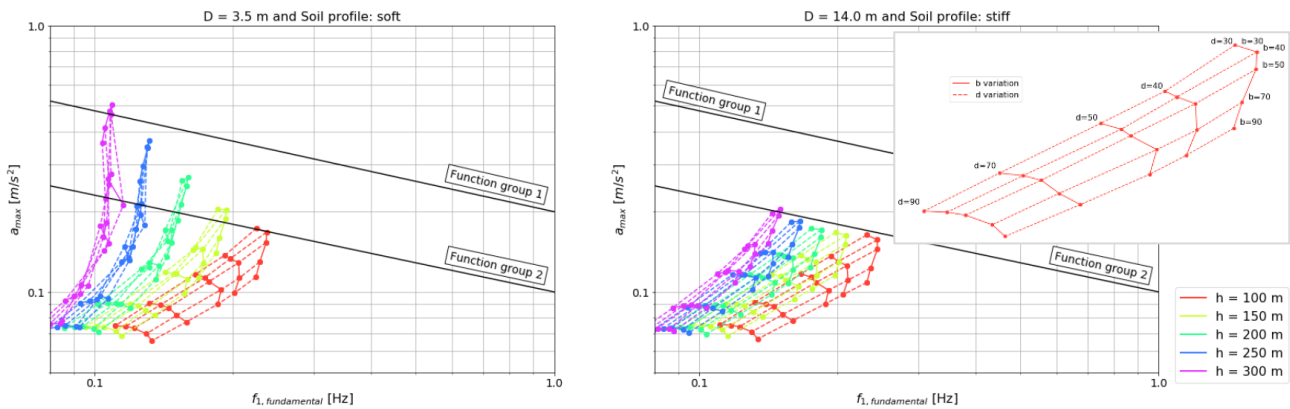 D = 3.5 m and Soil profile: soft
1.0
0.1
a_max [m/s²]
Function group 1
Function group 2
0.1
1.0
f_1, fundamental [Hz]
D = 14.0 m and Soil profile: stiff
1.0
0.1
a_max [m/s²]
Function group 1
Function group 2
0.1
1.0
f_1, fundamental [Hz]
d=30
b=30
b=40
b=50
b=70
b=90
d=40
d=50
d=70
d=90
b variation
d variation
h = 100 m
h = 150 m
h = 200 m
h = 250 m
h = 300 m